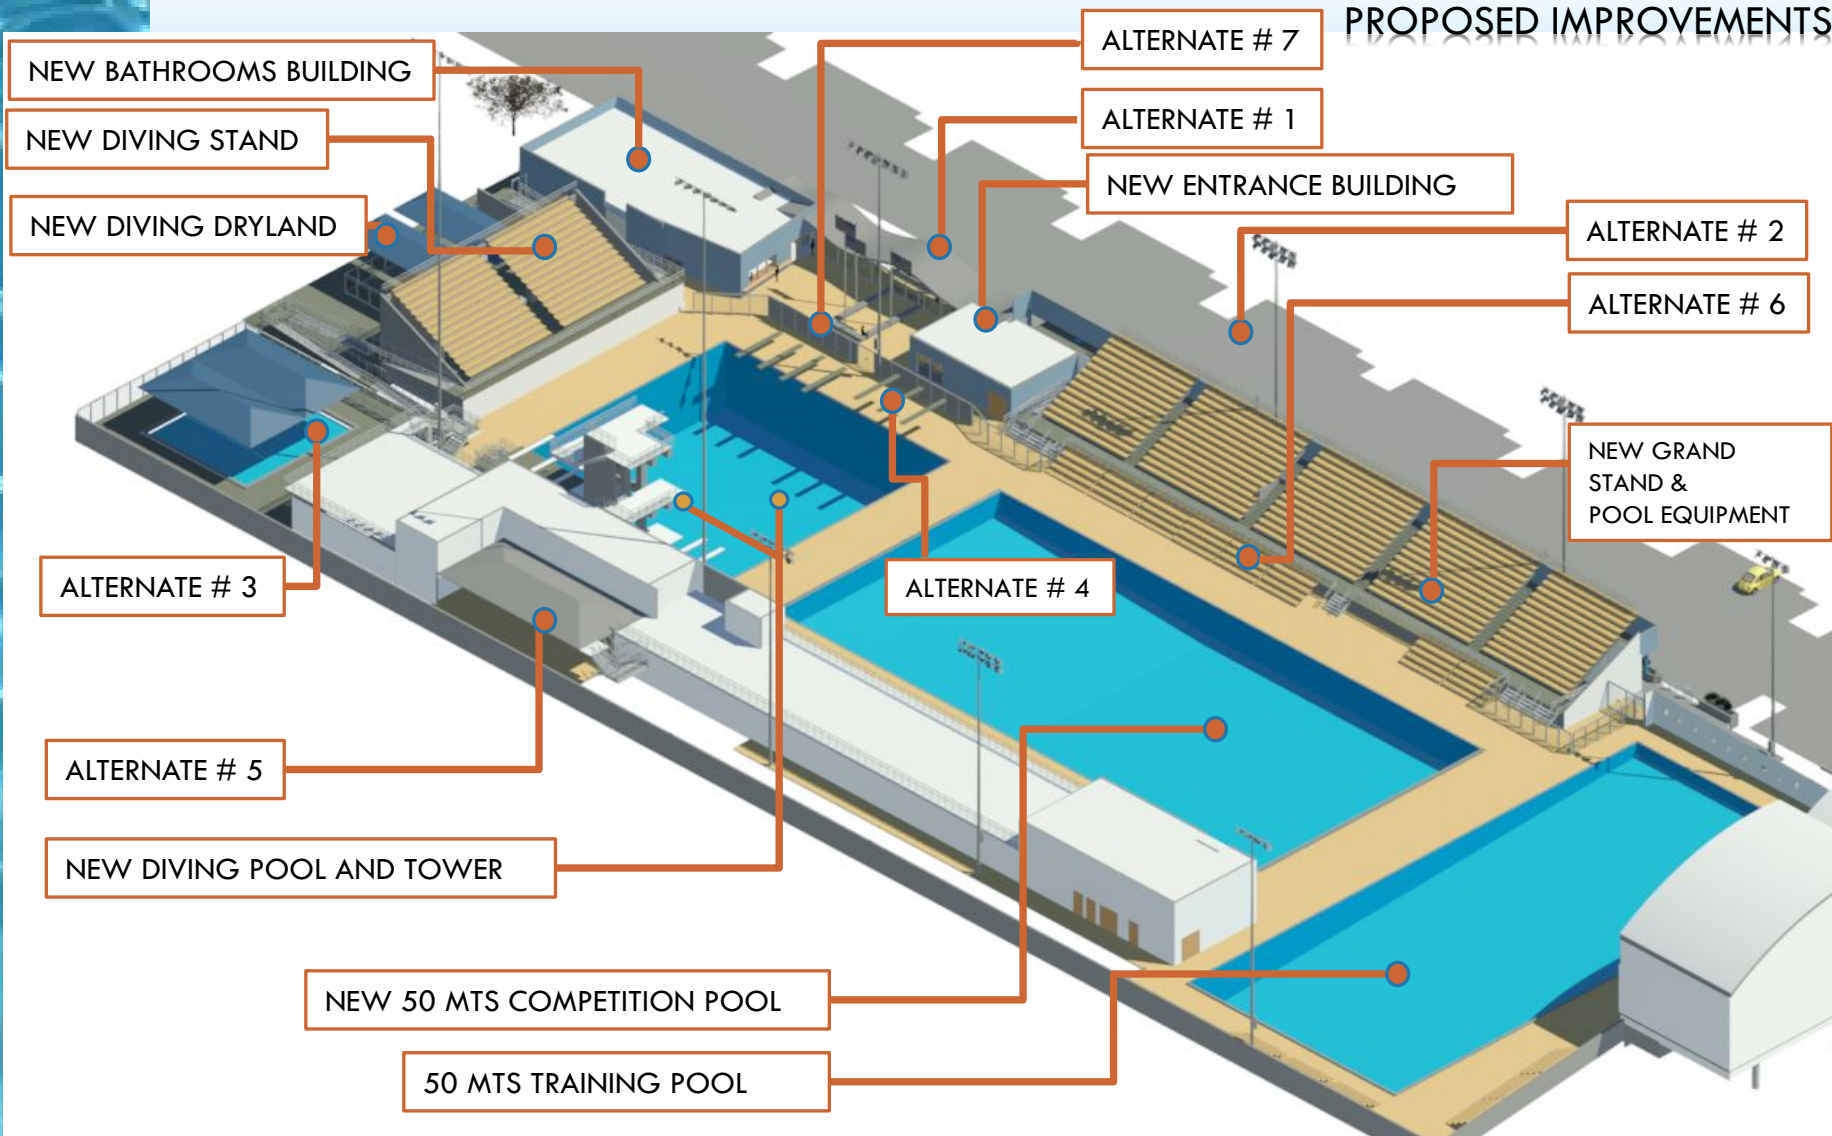 PROPOSED IMPROVEMENTS
NEW BATHROOMS BUILDING
NEW DIVING STAND
NEW DIVING DRYLAND
ALTERNATE # 7
ALTERNATE # 1
NEW ENTRANCE BUILDING
ALTERNATE # 2
ALTERNATE # 6
NEW GRAND
STAND &
POOL EQUIPMENT
ALTERNATE # 3
ALTERNATE # 4
ALTERNATE # 5
NEW DIVING POOL AND TOWER
NEW 50 MTS COMPETITION POOL
50 MTS TRAINING POOL